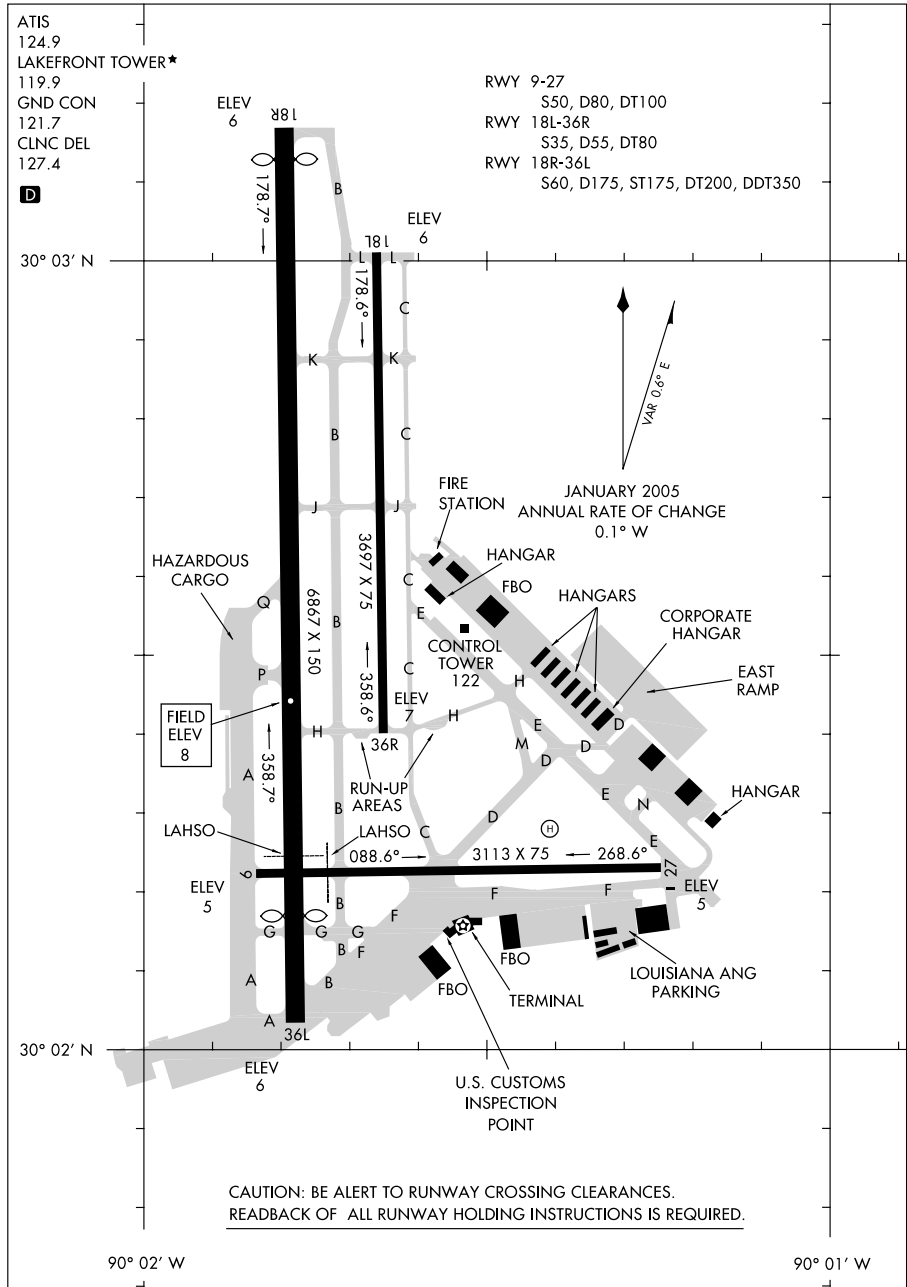 ATIS
124.9
LAKEFRONT TOWER★
119.9
GND CON
121.7
CLNC DEL
127.4
D
RWY 9-27
S50, D80, DT100
RWY 18L-36R
S35, D55, DT80
RWY 18R-36L
S60, D175, ST175, DT200, DDT350
ELEV
6
18R
178.7°
B
ELEV
6
18L
L
L
178.6°
C
30° 03' N
K
K
VAR 0.6° E
B
C
JANUARY 2005
ANNUAL RATE OF CHANGE
0.1° W
FIRE
STATION
J
J
HAZARDOUS
CARGO
3697 X 75
HANGAR
FBO
HANGARS
C
E
Q
6867 X 150
B
CONTROL
TOWER
122
CORPORATE
HANGAR
EAST
RAMP
P
358.6°
C
H
FIELD
ELEV
8
ELEV
7
H
H
36R
E
D
M
D
D
358.7°
A
RUN-UP
AREAS
E
N
HANGAR
B
C
D
H
E
LAHSO
LAHSO
088.6°
3113 X 75
268.6°
9
27
ELEV
5
ELEV
5
B
F
F
F
G
G
G
B
F
A
B
FBO
FBO
TERMINAL
LOUISIANA ANG
PARKING
A
36L
30° 02' N
ELEV
6
U.S. CUSTOMS
INSPECTION
POINT
CAUTION: BE ALERT TO RUNWAY CROSSING CLEARANCES.
READBACK OF ALL RUNWAY HOLDING INSTRUCTIONS IS REQUIRED.
90° 02' W
90° 01' W